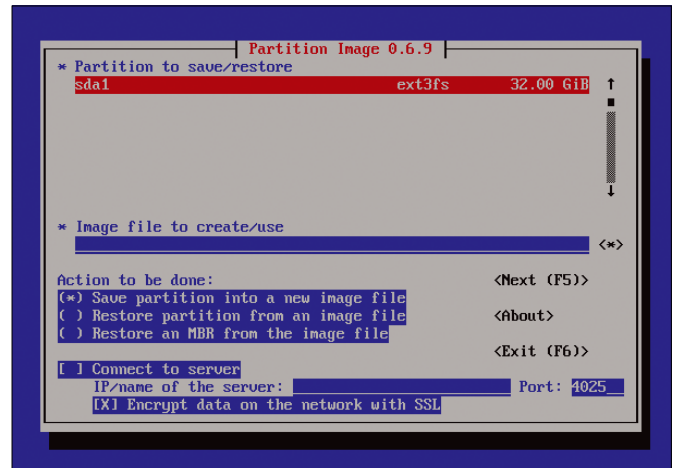 Partition Image 0.6.9
* Partition to save/restore
sda1 ext3fs 32.00 GiB ↑
↓
* Image file to create/use
<*>
Action to be done: <Next (F5)>
(*) Save partition into a new image file
( ) Restore partition from an image file <About>
( ) Restore an MBR from the image file
<Exit (F6)>
[ ] Connect to server
IP/name of the server: Port: 4025__
[X] Encrypt data on the network with SSL